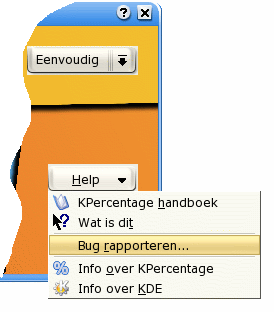 Eenvoudig
Help
KPercentage handboek
Wat is dit
Bug rapporteren...
Info over KPercentage
Info over KDE